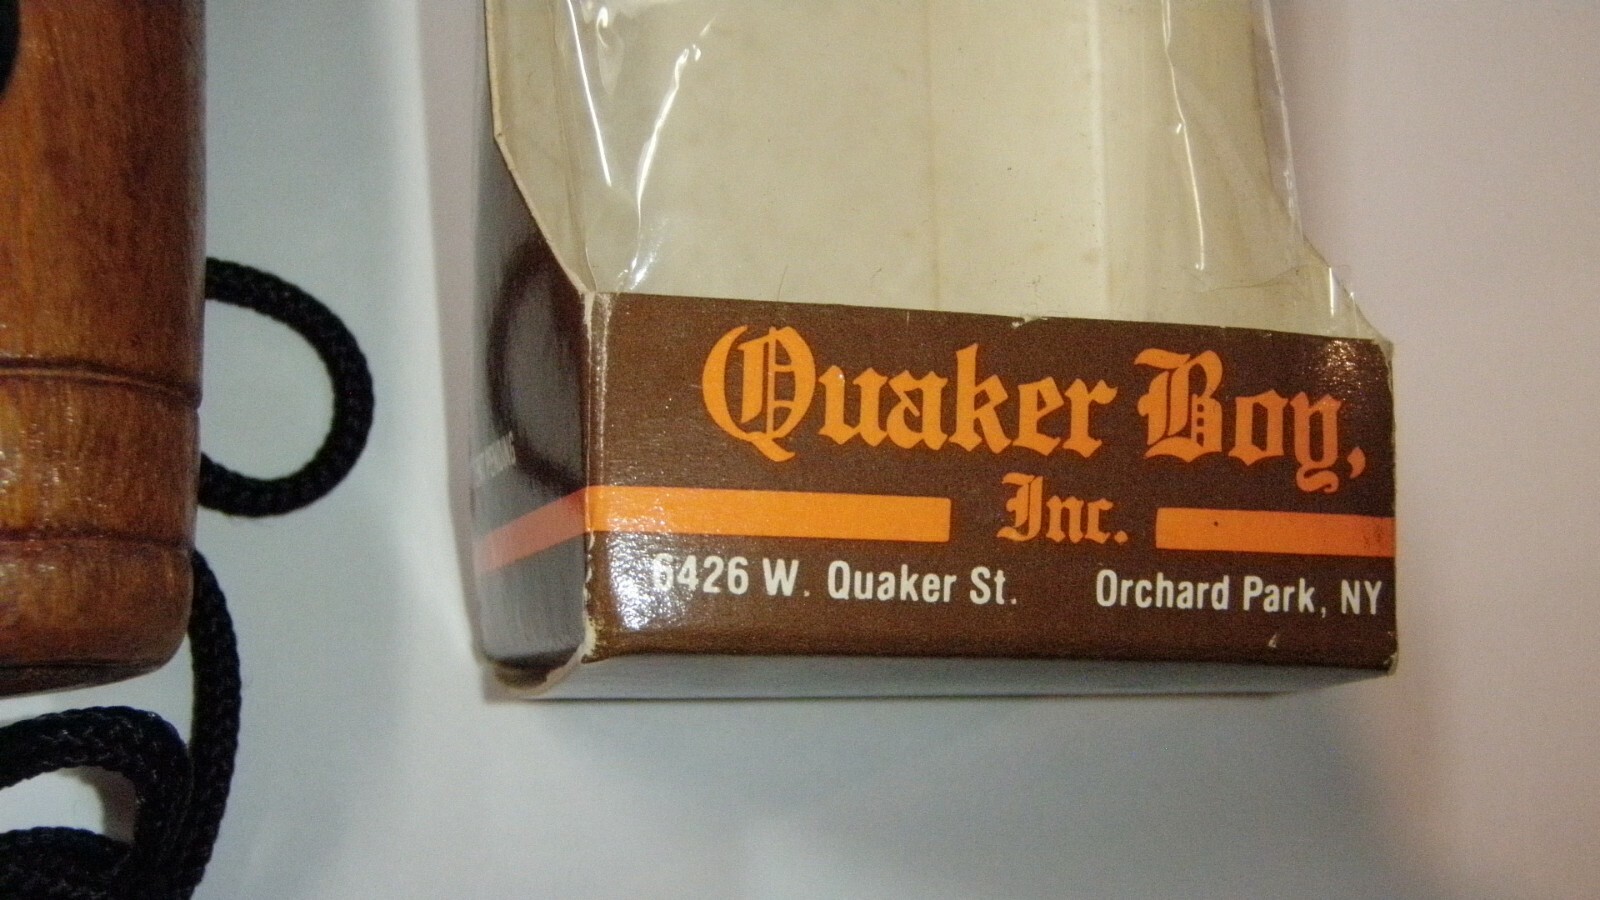 Quaker Boy,
Inc.
6426 W. Quaker St. Orchard Park, NY